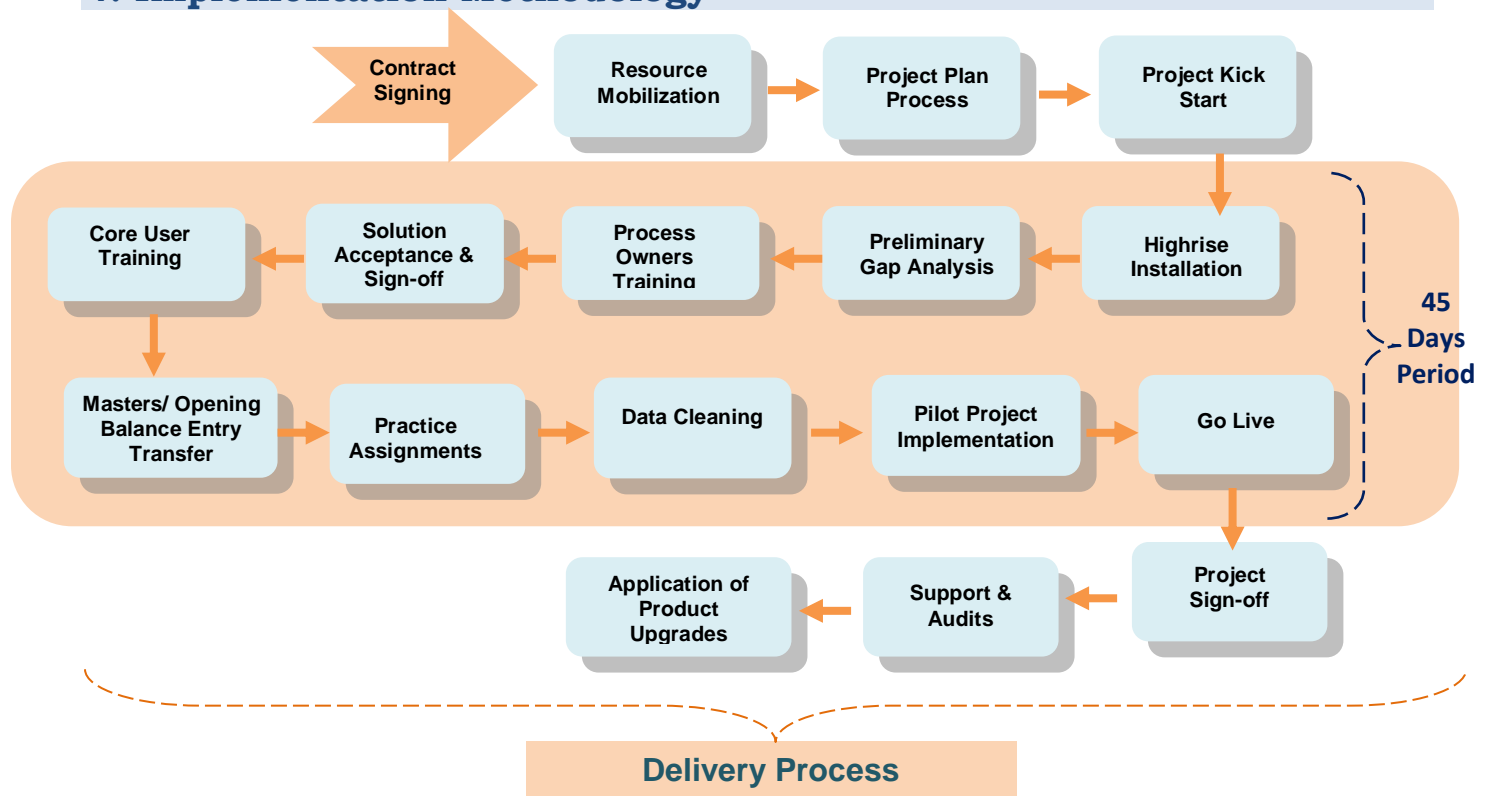 Implementation Methodology
Contract
Signing
Resource
Mobilization
Project Plan
Process
Project Kick
Start
Core User
Training
Solution
Acceptance &
Sign-off
Process
Owners
Training
Preliminary
Gap Analysis
Highrise
Installation
45
Days
Period
Masters/ Opening
Balance Entry
Transfer
Practice
Assignments
Data Cleaning
Pilot Project
Implementation
Go Live
Application of
Product
Upgrades
Support &
Audits
Project
Sign-off
Delivery Process